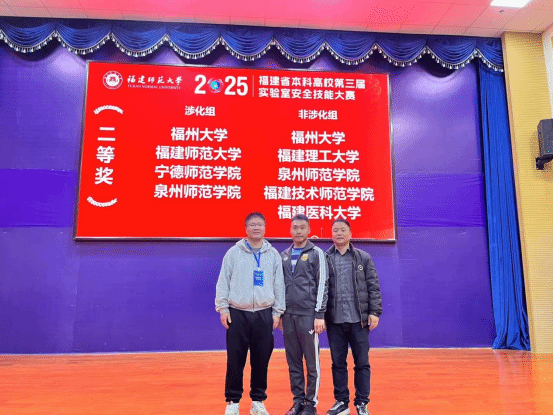 福建师范大学
FUJIAN NORMAL UNIVERSITY
2025
福建省本科高校第三届
实验室安全技能大赛
二等奖
涉化组
福州大学
福建师范大学
宁德师范学院
泉州师范学院
非涉化组
福州大学
福建理工大学
泉州师范学院
福建技术师范学院
福建医科大学